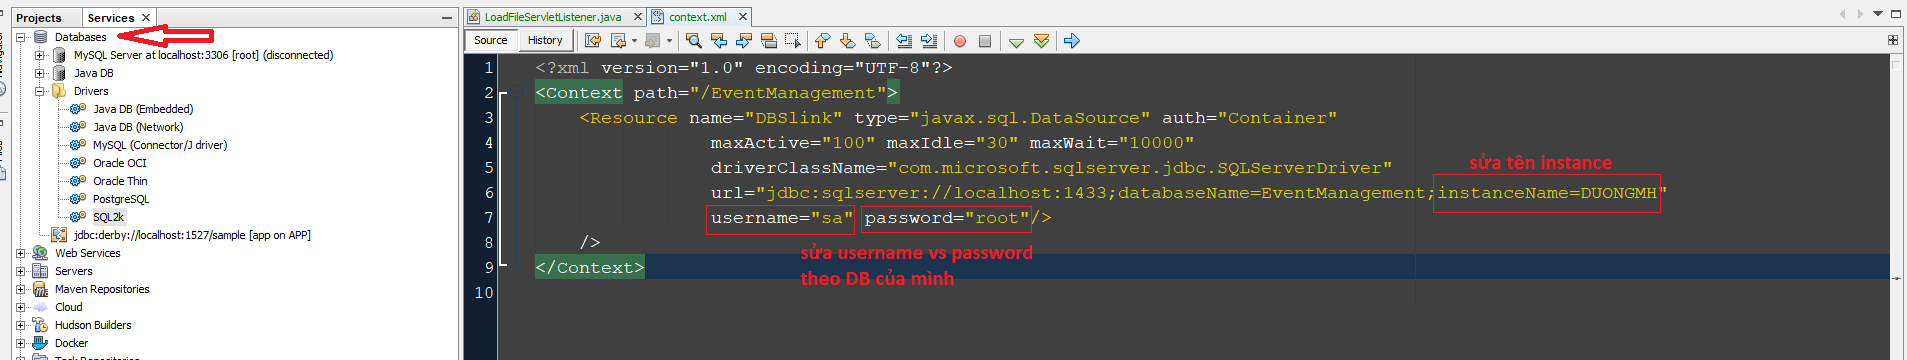 Projects
Services
Databases
MySQL Server at localhost:3306 [root] (disconnected)
Java DB
Drivers
Java DB (Embedded)
Java DB (Network)
MySQL (Connector/J driver)
Oracle OCI
Oracle Thin
PostgreSQL
SQL2k
jdbc:derby://localhost:1527/sample [app on APP]
Web Services
Servers
Maven Repositories
Cloud
Hudson Builders
Docker
LoadFileServletListener.java
context.xml
Source
History
1 <?xml version="1.0" encoding="UTF-8"?>
2 <Context path="/EventManagement">
3 <Resource name="DBSlink" type="javax.sql.DataSource" auth="Container"
4 maxActive="100" maxIdle="30" maxWait="10000"
5 driverClassName="com.microsoft.sqlserver.jdbc.SQLServerDriver"
sửa tên instance
6 url="jdbc:sqlserver://localhost:1433;databaseName=EventManagement;instanceName=DUONGMH"
7 username="sa" password="root"/>
8 />
sửa username vs password
9 </Context>
theo DB của mình
10